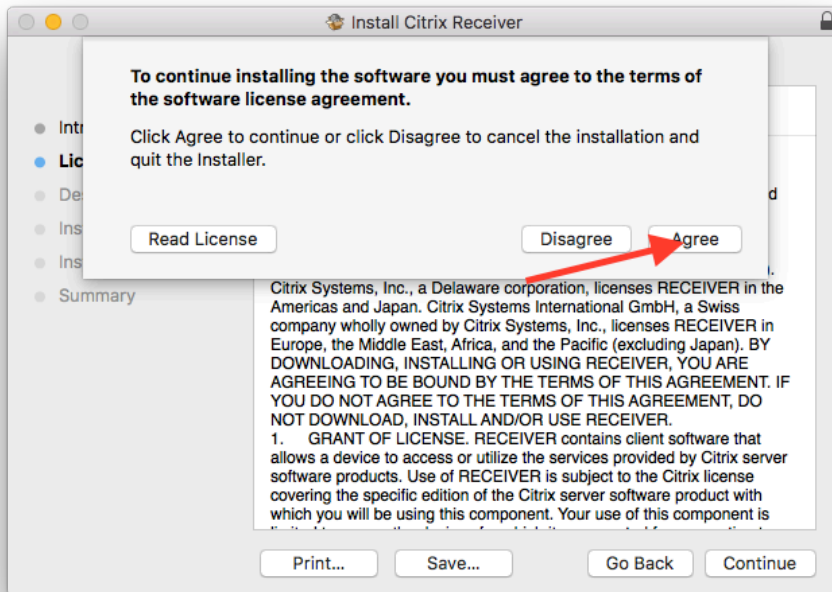 Install Citrix Receiver
To continue installing the software you must agree to the terms of
the software license agreement.
Click Agree to continue or click Disagree to cancel the installation and
quit the Installer.
Read License
Disagree
Agree
Intr
Lic
De
Ins
Ins
Summary
d
).
Citrix Systems, Inc., a Delaware corporation, licenses RECEIVER in the
Americas and Japan. Citrix Systems International GmbH, a Swiss
company wholly owned by Citrix Systems, Inc., licenses RECEIVER in
Europe, the Middle East, Africa, and the Pacific (excluding Japan). BY
DOWNLOADING, INSTALLING OR USING RECEIVER, YOU ARE
AGREEING TO BE BOUND BY THE TERMS OF THIS AGREEMENT. IF
YOU DO NOT AGREE TO THE TERMS OF THIS AGREEMENT, DO
NOT DOWNLOAD, INSTALL AND/OR USE RECEIVER.
1. GRANT OF LICENSE. RECEIVER contains client software that
allows a device to access or utilize the services provided by Citrix server
software products. Use of RECEIVER is subject to the Citrix license
covering the specific edition of the Citrix server software product with
which you will be using this component. Your use of this component is
Print...
Save...
Go Back
Continue